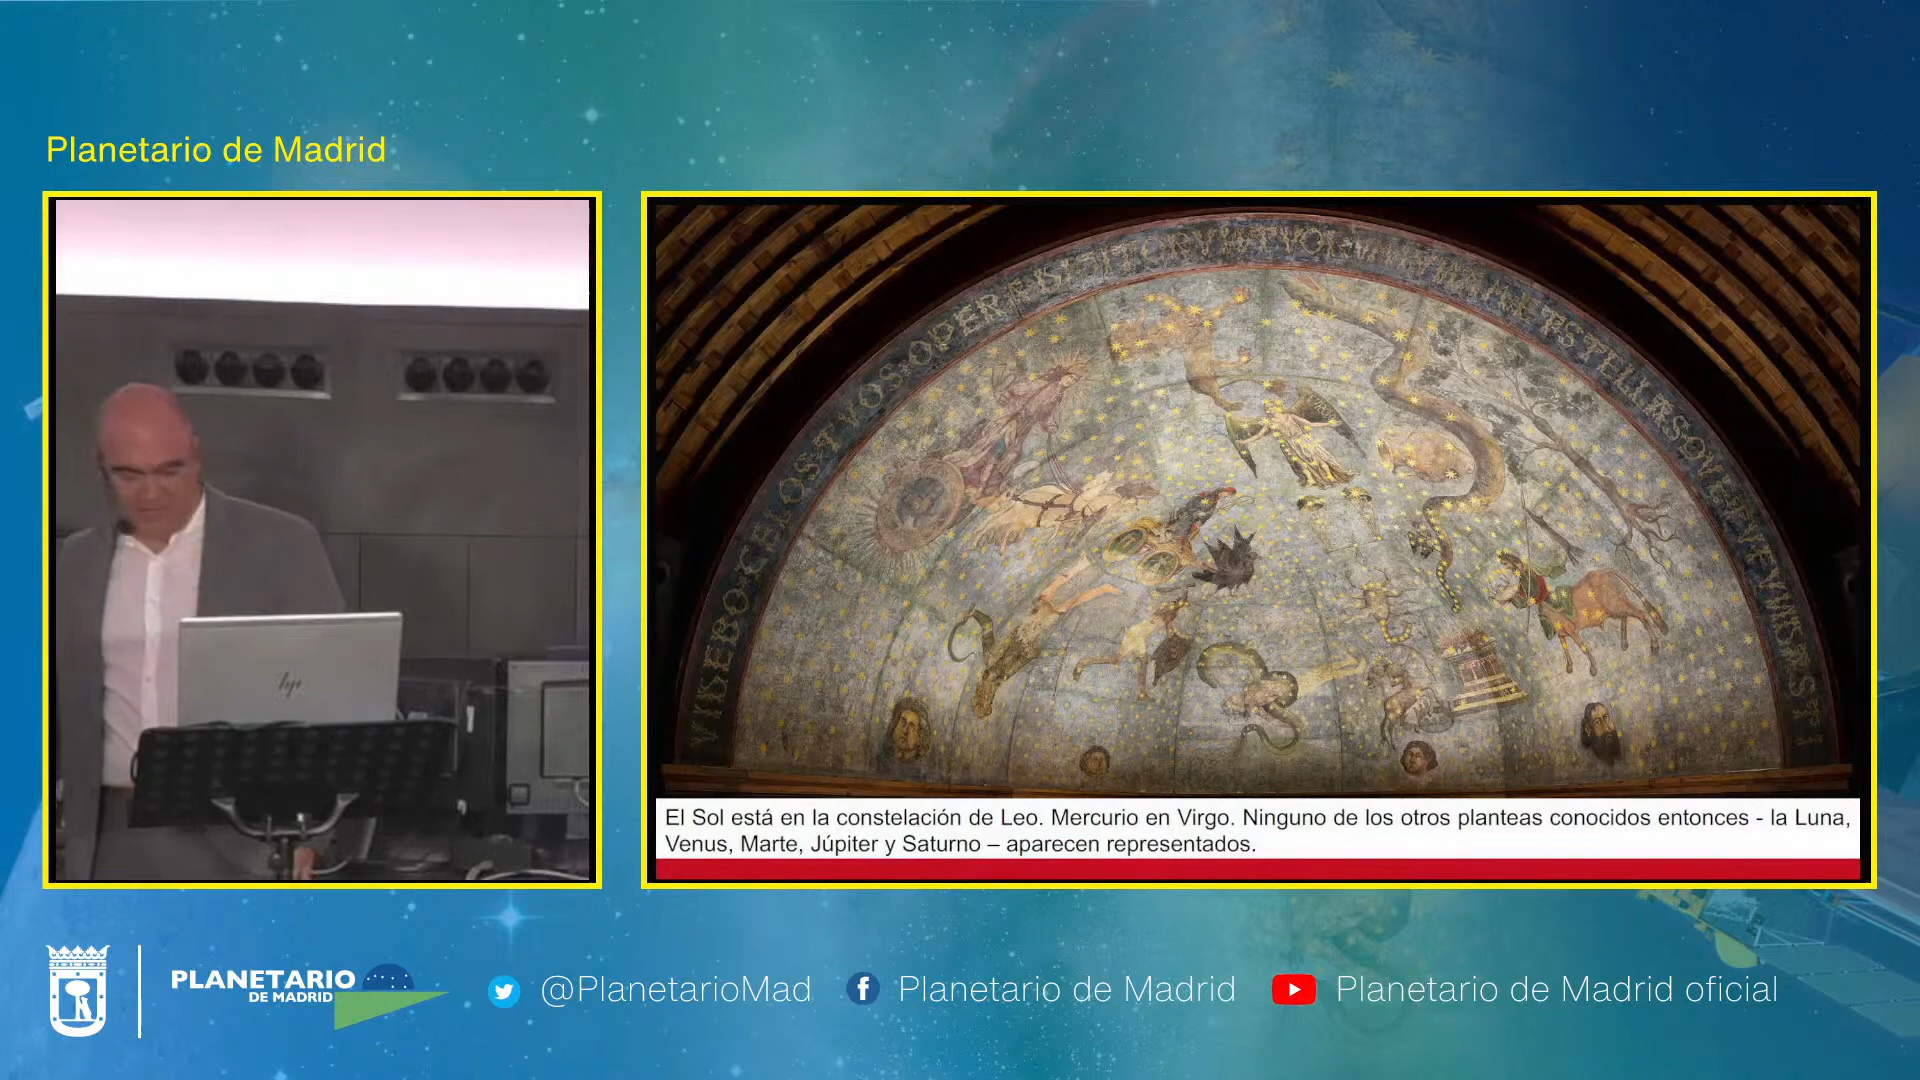 Planetario de Madrid
hp
El Sol está en la constelación de Leo. Mercurio en Virgo. Ninguno de los otros planteas conocidos entonces - la Luna,
Venus, Marte, Júpiter y Saturno – aparecen representados.
PLANETARIO
DE MADRID
@PlanetarioMad
Planetario de Madrid
Planetario de Madrid oficial